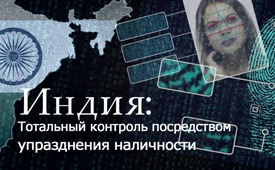 Индия:
Тотальный контроль посредством
упразднения наличности